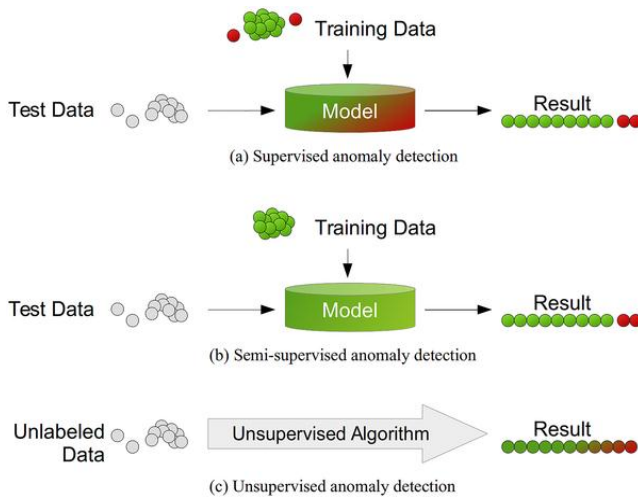 Training Data
Test Data
Model
Result
(a) Supervised anomaly detection
Training Data
Test Data
Model
Result
(b) Semi-supervised anomaly detection
Unlabeled
Data
Unsupervised Algorithm
Result
(c) Unsupervised anomaly detection